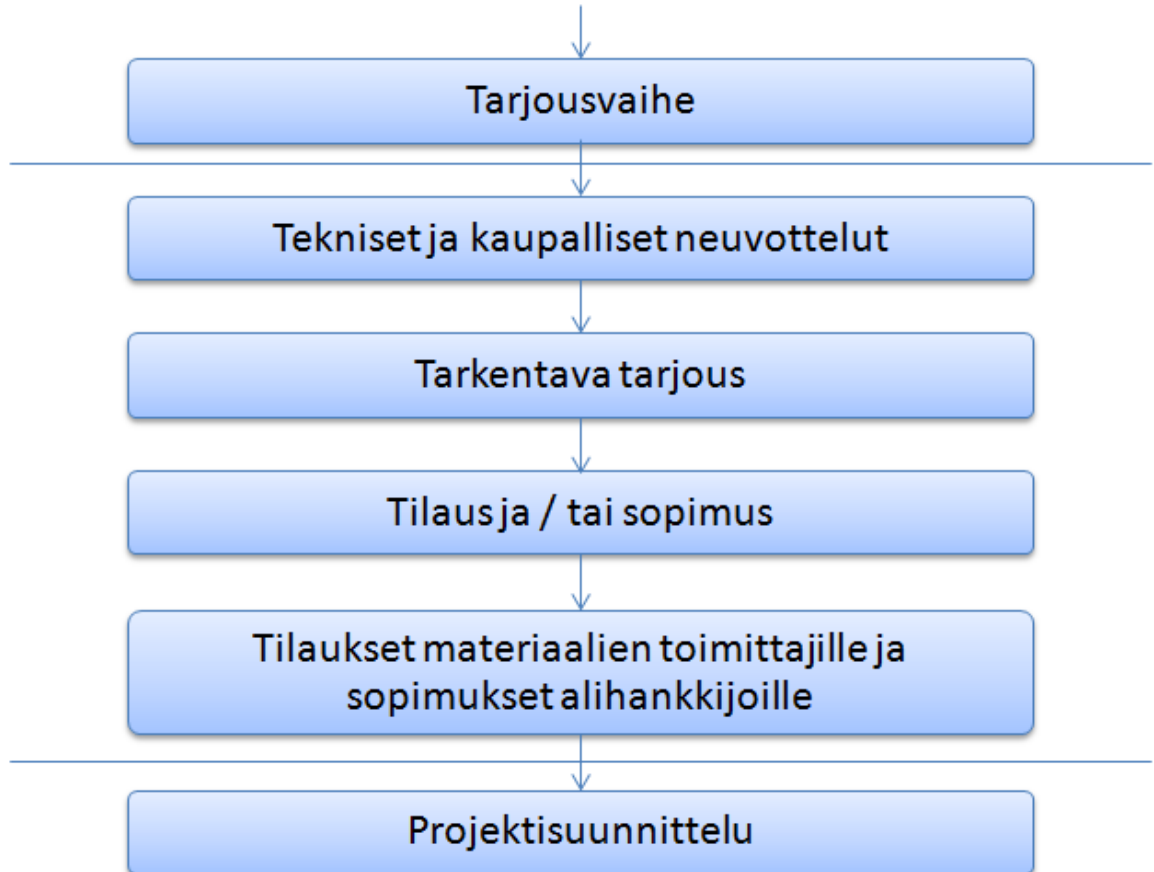 Tarjousvaihe
Tekniset ja kaupalliset neuvottelut
Tarkentava tarjous
Tilaus ja / tai sopimus
Tilaukset materiaalien toimittajille ja
sopimukset alihankkijoille
Projektisuunnittelu